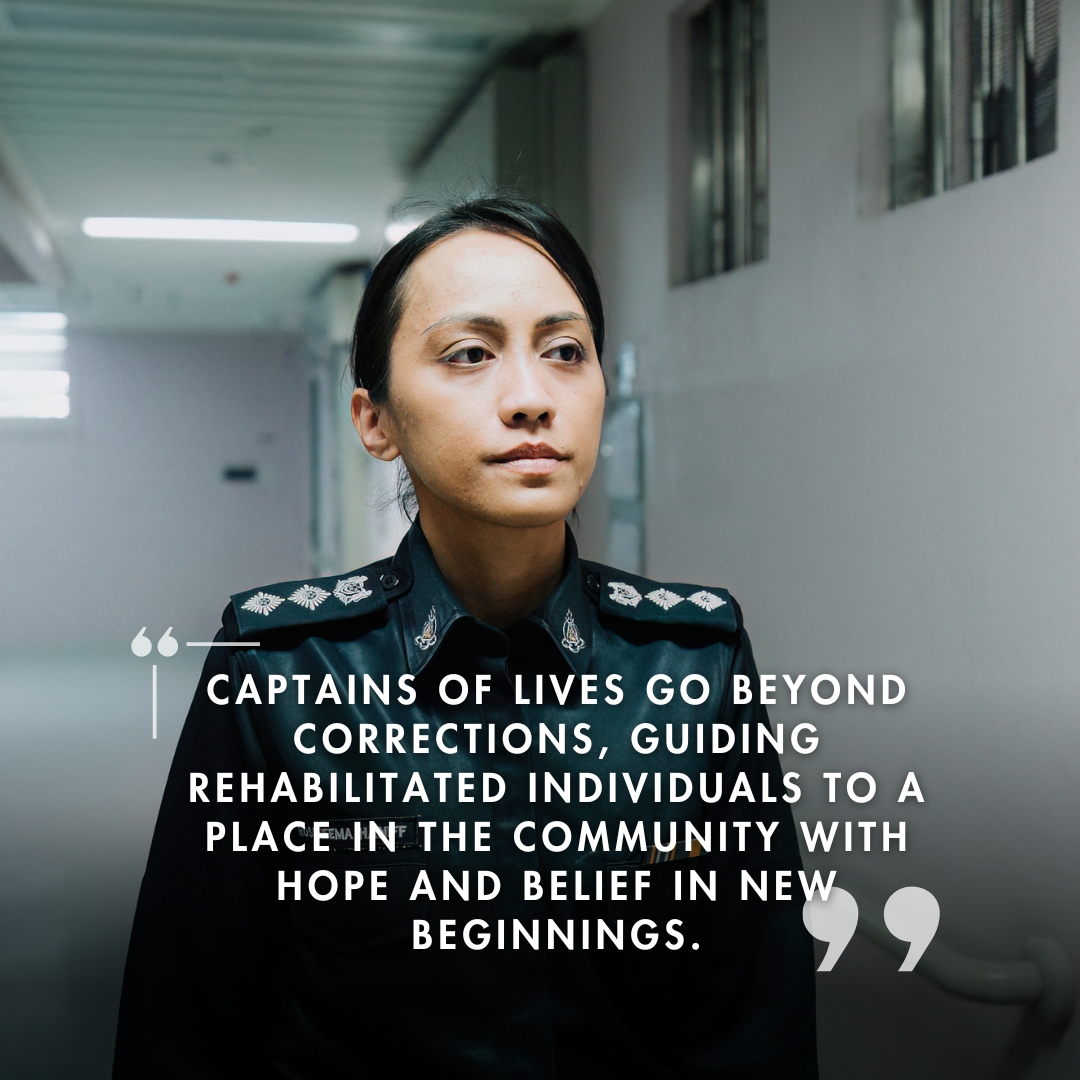 CAPTAINS OF LIVES GO BEYOND
CORRECTIONS, GUIDING
REHABILITATED INDIVIDUALS TO A
PLACE IN THE COMMUNITY WITH
HOPE AND BELIEF IN NEW
BEGINNINGS.